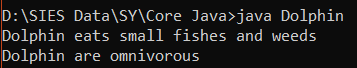 D:\SIES Data\SY\Core Java>java Dolphin
Dolphin eats small fishes and weeds
Dolphin are omnivorous